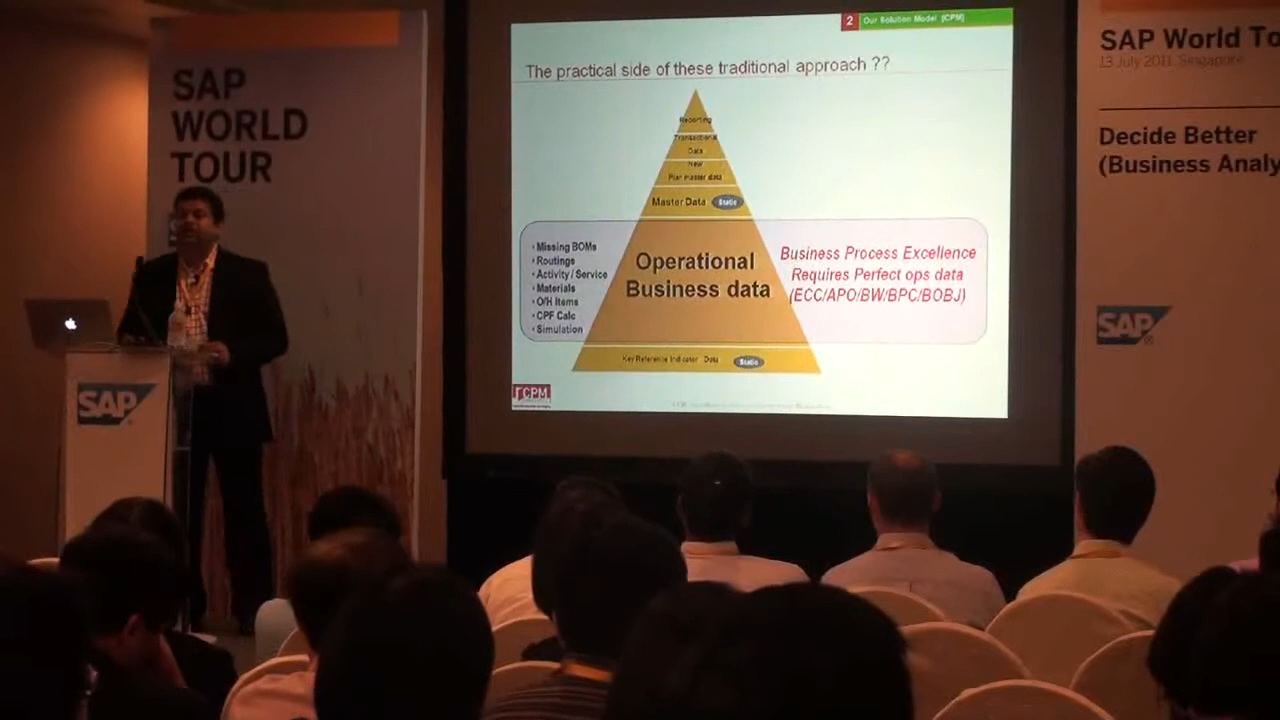 SAP
WORLD
TOUR
SAP
2 Our Solution Model [CPM]
The practical side of these traditional approach ??
Reporting
Transactional
Data
New
Plan master data
Master Data Static
Operational
Business data
• Missing BOMs
• Routings
• Activity / Service
• Materials
• O/H Items
• CPF Calc
• Simulation
Business Process Excellence
Requires Perfect ops data
(ECC/APO/BW/BPC/BOBJ)
Key Reference Indicator Data Static
CPM
SAP World To
13 July 2011, Singapore
Decide Better
(Business Analy
SAP